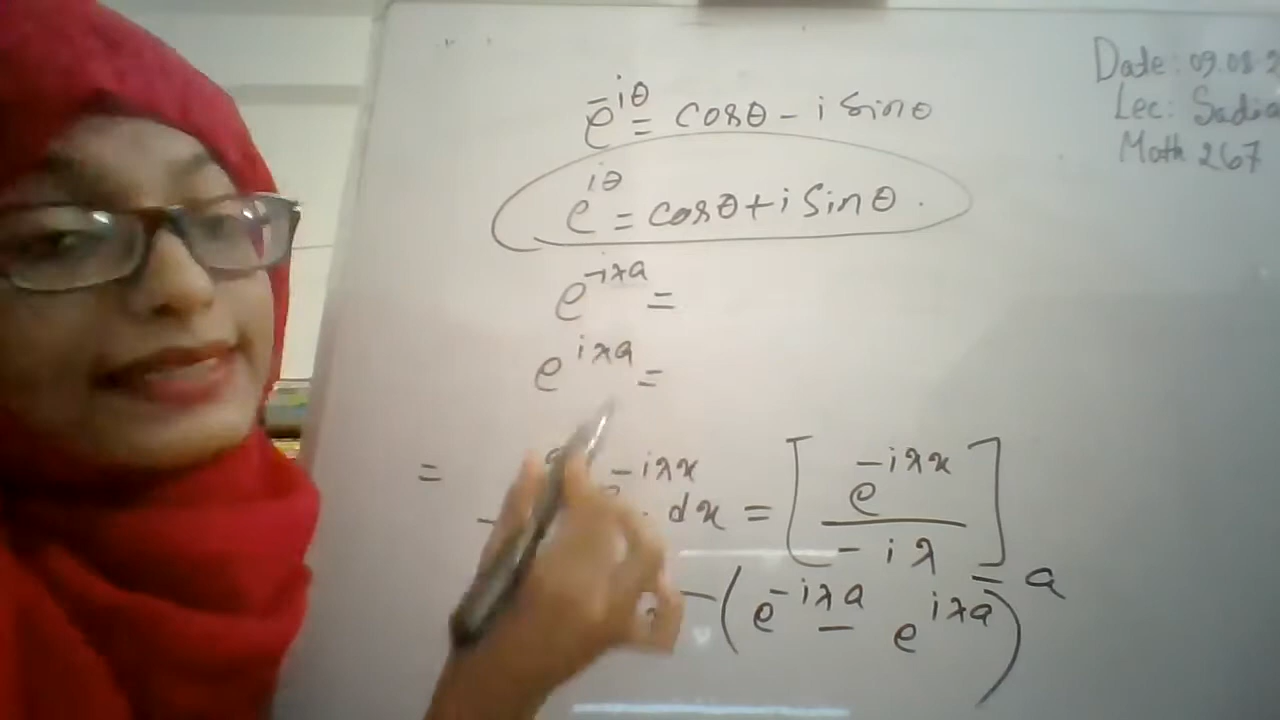 e^{-iθ} = cosθ - i sinθ
e^{iθ} = cosθ + i sinθ.
e^{-iλa} =
e^{iλa} =
= e^{-iλx} . dx = [ e^{-iλx} / -iλ ] -a
-( e^{-iλa} - e^{iλa} )
Date: 09.08.2
Lec: Sadia
Math 267